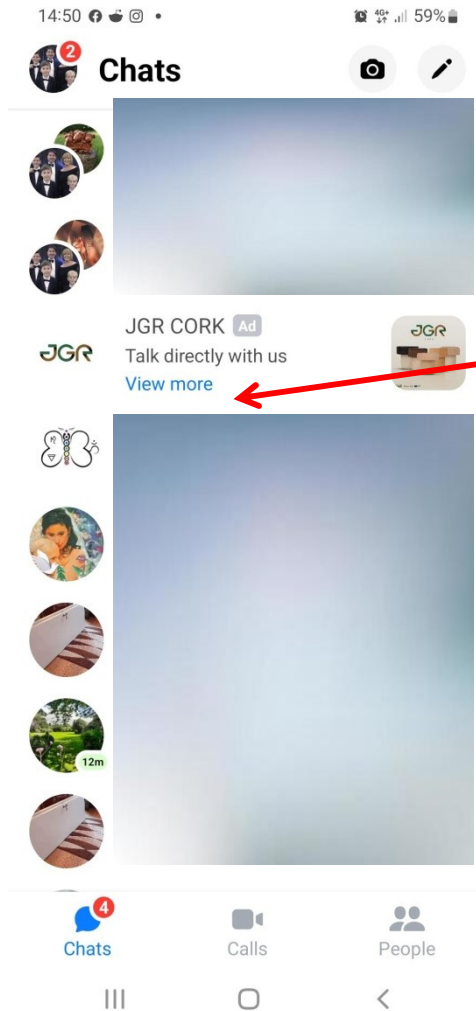 14:50 4G+ 59%
2
Chats
JGR
JGR CORK Ad
Talk directly with us
View more
JGR
12m
4
Chats Calls People